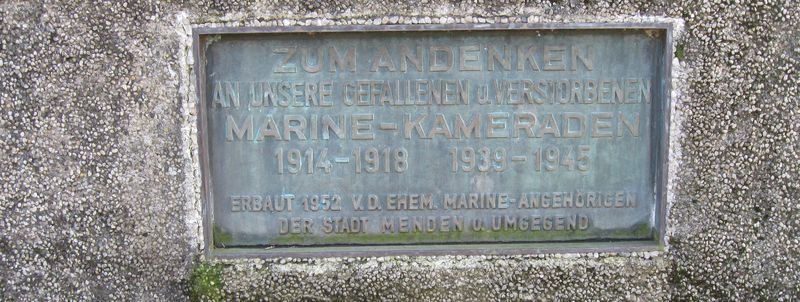 ZUM ANDENKEN
AN UNSERE GEFALLENEN U. VERSTORBENEN
MARINE-KAMERADEN
1914-1918 1939-1945
ERBAUT 1952 V.D. EHEM. MARINE-ANGEHÖRIGEN
DER STADT MENDEN U. UMGEGEND